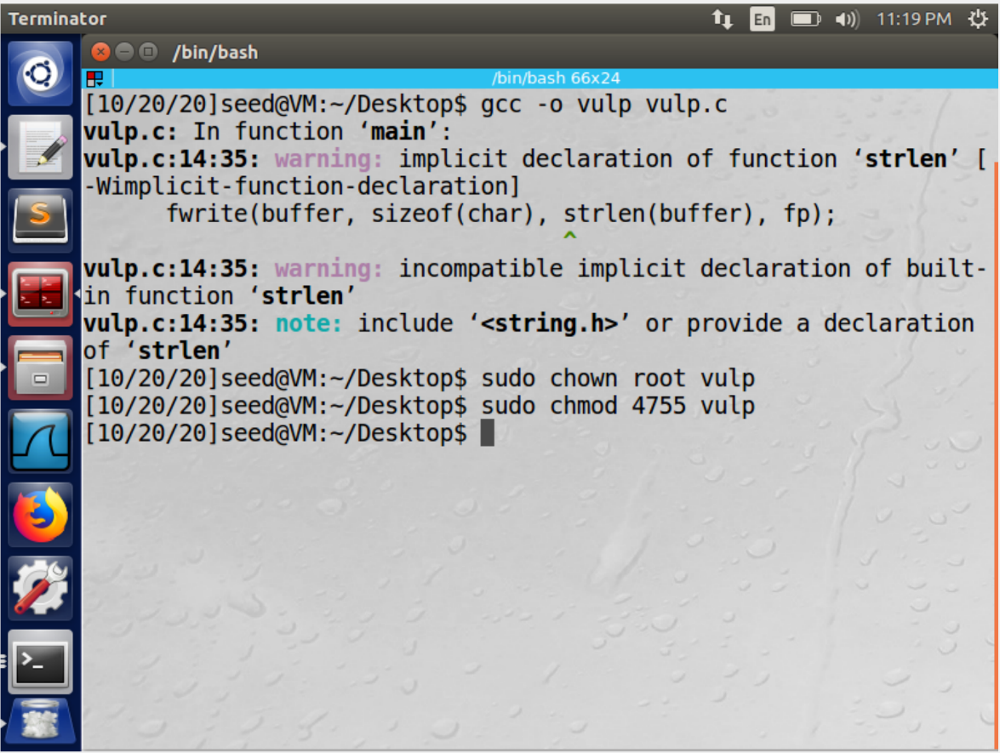 Terminator
En
11:19 PM
/bin/bash
/bin/bash 66x24
[10/20/20]seed@VM:~/Desktop$ gcc -o vulp vulp.c
vulp.c: In function ‘main’:
vulp.c:14:35: warning: implicit declaration of function ‘strlen’ [
-Wimplicit-function-declaration]
      fwrite(buffer, sizeof(char), strlen(buffer), fp);
                                   ^
vulp.c:14:35: warning: incompatible implicit declaration of built-
in function ‘strlen’
vulp.c:14:35: note: include ‘<string.h>’ or provide a declaration
of ‘strlen’
[10/20/20]seed@VM:~/Desktop$ sudo chown root vulp
[10/20/20]seed@VM:~/Desktop$ sudo chmod 4755 vulp
[10/20/20]seed@VM:~/Desktop$